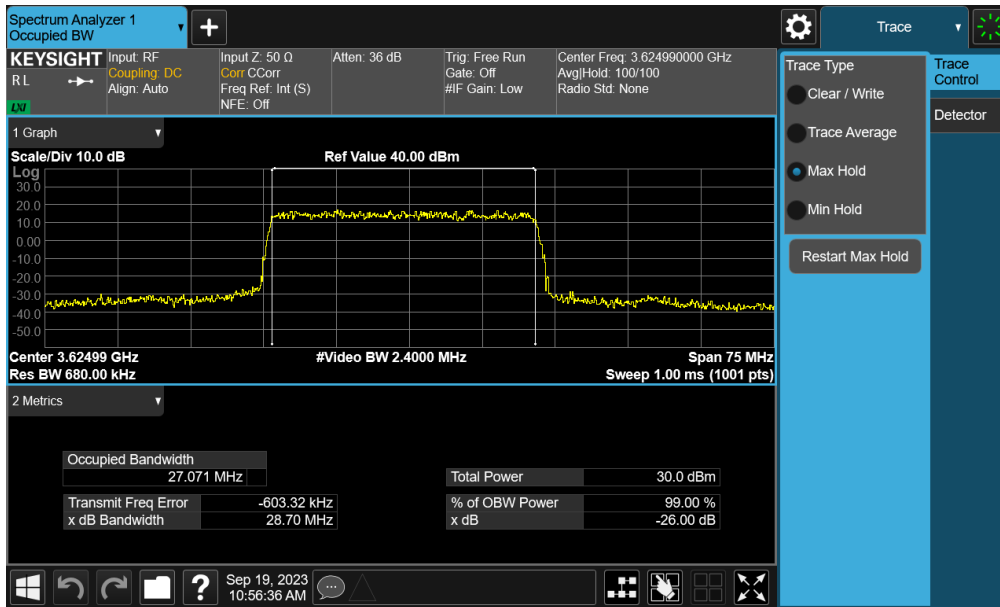 Spectrum Analyzer 1
Occupied BW
+
Trace
KEYSIGHT
R L
LXI
Input: RF
Coupling: DC
Align: Auto
Input Z: 50 Ω
Corr CCorr
Freq Ref: Int (S)
NFE: Off
Atten: 36 dB
Trig: Free Run
Gate: Off
#IF Gain: Low
Center Freq: 3.624990000 GHz
Avg|Hold: 100/100
Radio Std: None
1 Graph
Scale/Div 10.0 dB
Ref Value 40.00 dBm
Log
30.0
20.0
10.0
0.00
-10.0
-20.0
-30.0
-40.0
-50.0
Center 3.62499 GHz
#Video BW 2.4000 MHz
Span 75 MHz
Res BW 680.00 kHz
Sweep 1.00 ms (1001 pts)
2 Metrics
Occupied Bandwidth
27.071 MHz
Transmit Freq Error -603.32 kHz
x dB Bandwidth 28.70 MHz
Total Power 30.0 dBm
% of OBW Power 99.00 %
x dB -26.00 dB
Trace Type
Clear / Write
Trace Average
Max Hold
Min Hold
Restart Max Hold
Trace
Control
Detector
?
Sep 19, 2023
10:56:36 AM